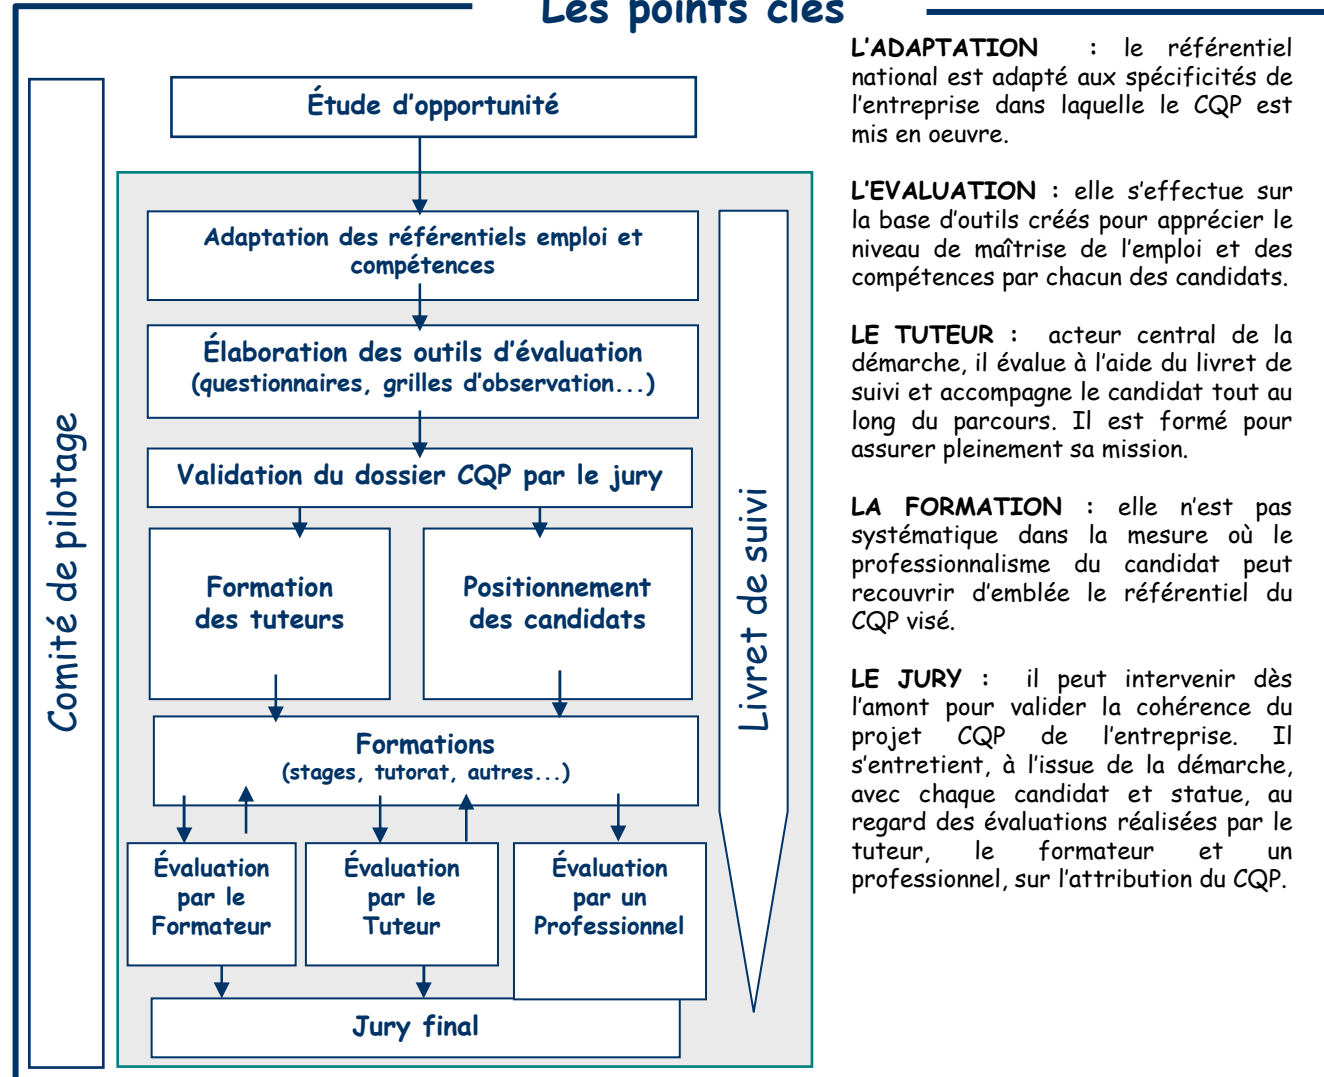 Les points clés
Comité de pilotage
Étude d'opportunité
Adaptation des référentiels emploi et
compétences
Élaboration des outils d'évaluation
(questionnaires, grilles d'observation...)
Validation du dossier CQP par le jury
Formation
des tuteurs
Positionnement
des candidats
Formations
(stages, tutorat, autres...)
Évaluation
par le
Formateur
Évaluation
par le
Tuteur
Évaluation
par un
Professionnel
Jury final
Livret de suivi
L'ADAPTATION : le référentiel
national est adapté aux spécificités de
l'entreprise dans laquelle le CQP est
mis en oeuvre.
L'EVALUATION : elle s'effectue sur
la base d'outils créés pour apprécier le
niveau de maîtrise de l'emploi et des
compétences par chacun des candidats.
LE TUTEUR : acteur central de la
démarche, il évalue à l'aide du livret de
suivi et accompagne le candidat tout au
long du parcours. Il est formé pour
assurer pleinement sa mission.
LA FORMATION : elle n'est pas
systématique dans la mesure où le
professionnalisme du candidat peut
recouvrir d'emblée le référentiel du
CQP visé.
LE JURY : il peut intervenir dès
l'amont pour valider la cohérence du
projet CQP de l'entreprise. Il
s'entretient, à l'issue de la démarche,
avec chaque candidat et statue, au
regard des évaluations réalisées par le
tuteur, le formateur et un
professionnel, sur l'attribution du CQP.